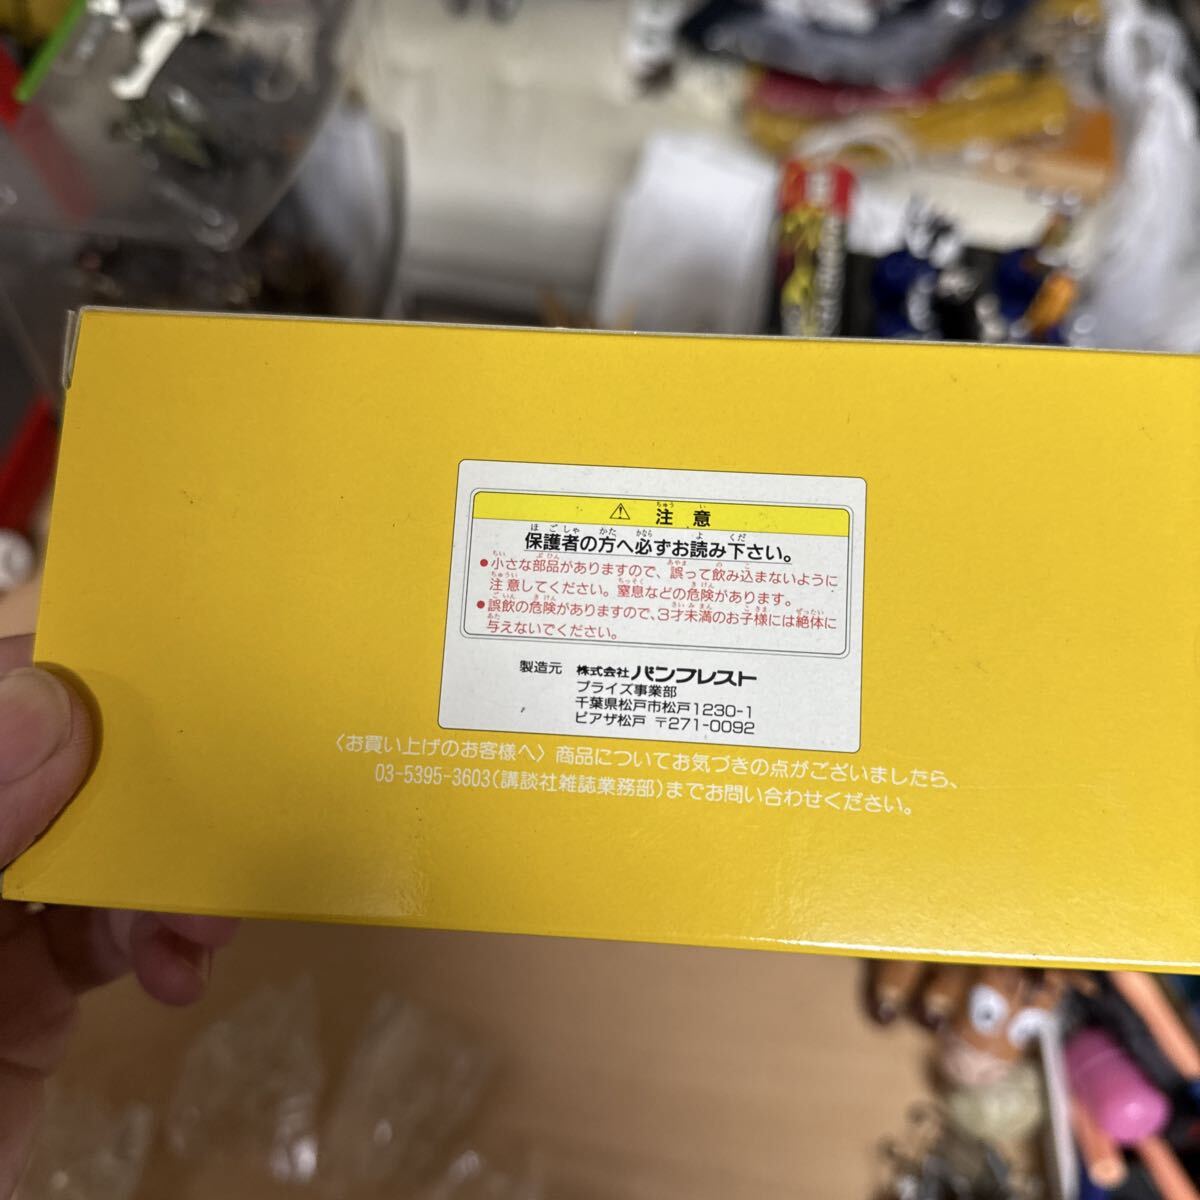 ⚠ 注意
保護者の方へ必ずお読み下さい。
●小さな部品がありますので、誤って飲み込まないように
注意してください。窒息などの危険があります。
●誤飲の危険がありますので、3才未満のお子様には絶体に
与えないでください。
製造元 株式会社バンプレスト
プライズ事業部
千葉県松戸市松戸1230-1
ピアザ松戸 〒271-0092
〈お買い上げのお客様へ〉商品についてお気づきの点がございましたら、
03-5395-3603(講談社雑誌業務部)までお問い合わせください。